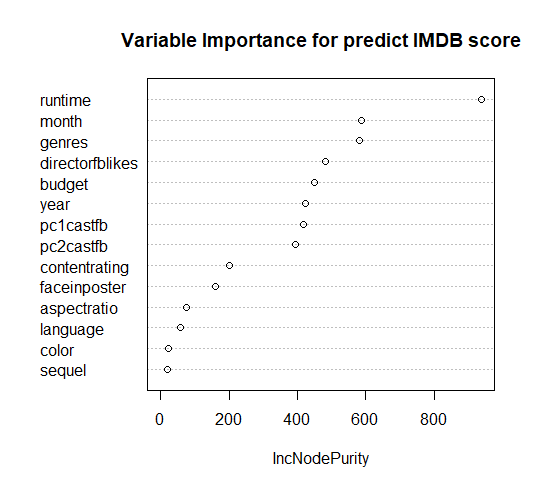 Variable Importance for predict IMDB score
runtime
month
genres
directorfblikes
budget
year
pc1castfb
pc2castfb
contentrating
faceinposter
aspectratio
language
color
sequel
0 200 400 600 800
IncNodePurity